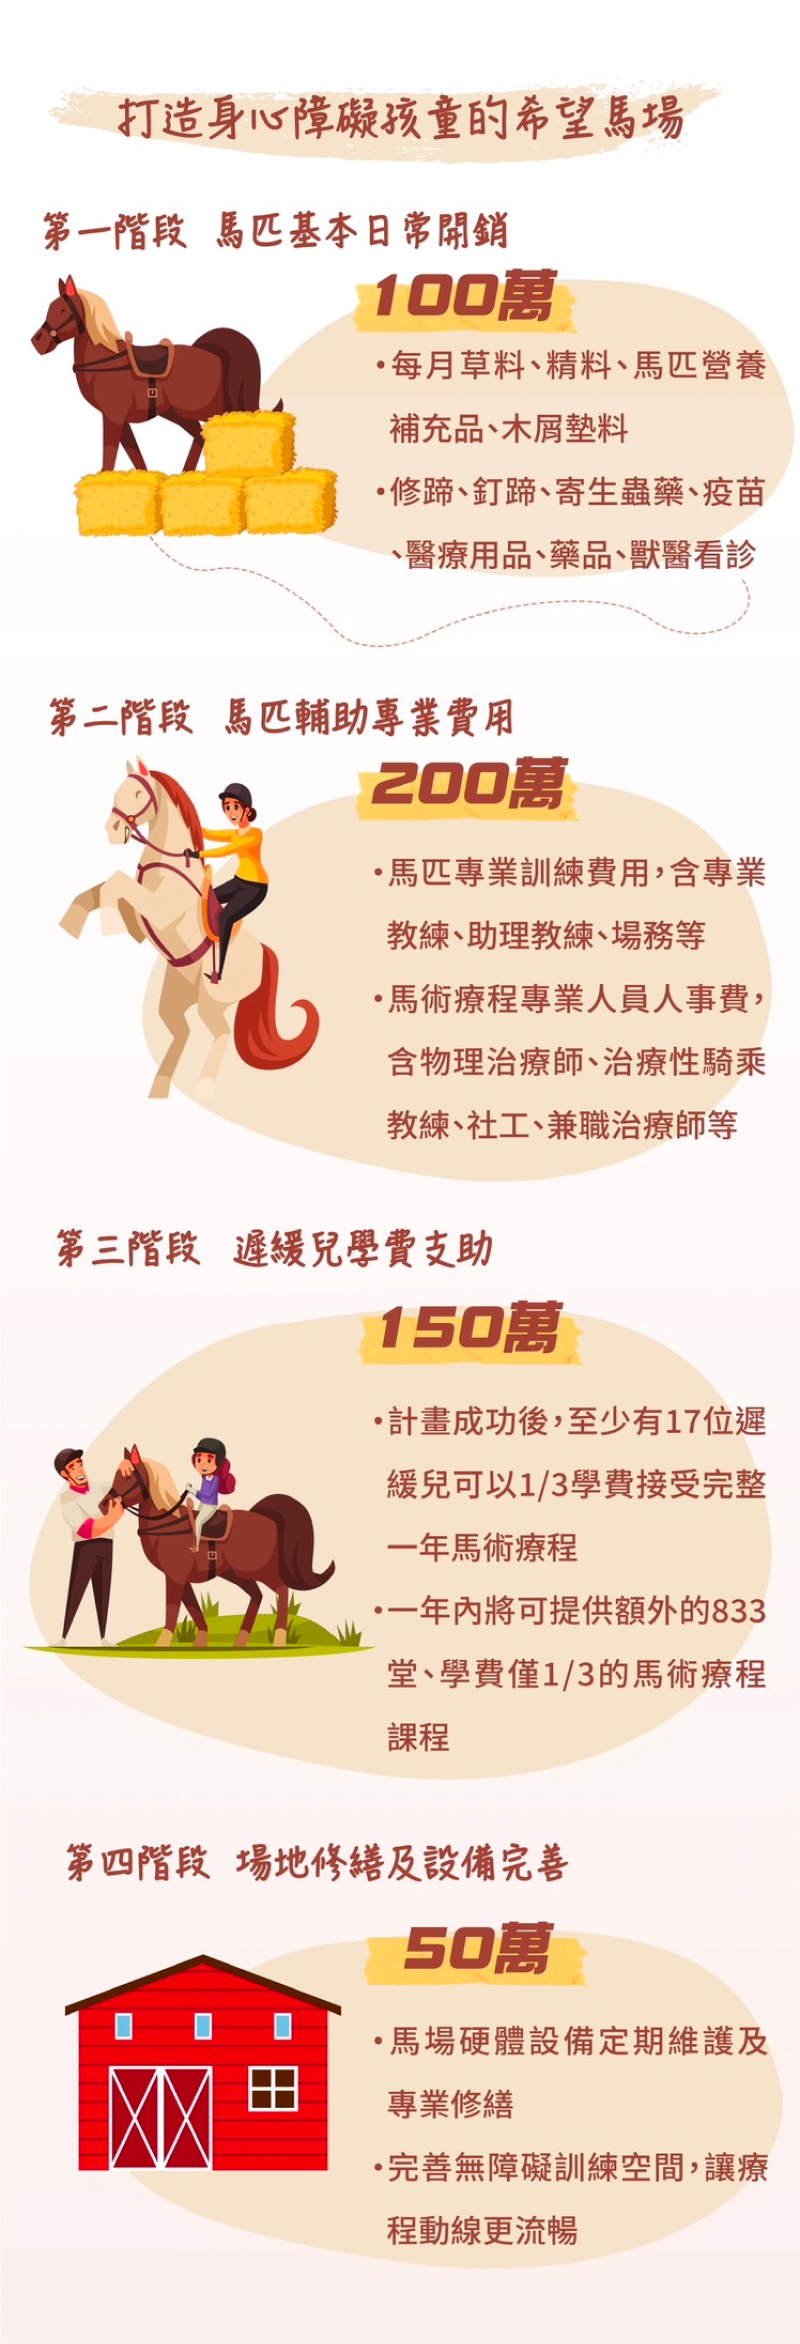 打造身心障礙孩童的希望馬場
第一階段 馬匹基本日常開銷
100萬
•每月草料、精料、馬匹營養
補充品、木屑墊料
•修蹄、釘蹄、寄生蟲藥、疫苗
、醫療用品、藥品、獸醫看診
第二階段 馬匹輔助專業費用
200萬
•馬匹專業訓練費用，含專業
教練、助理教練、場務等
•馬術療程專業人員人事費，
含物理治療師、治療性騎乘
教練、社工、兼職治療師等
第三階段 遲緩兒學費支助
150萬
•計畫成功後，至少有17位遲
緩兒可以1/3學費接受完整
一年馬術療程
•一年內將可提供額外的833
堂、學費僅1/3的馬術療程
課程
第四階段 場地修繕及設備完善
50萬
•馬場硬體設備定期維護及
專業修繕
•完善無障礙訓練空間，讓療
程動線更流暢